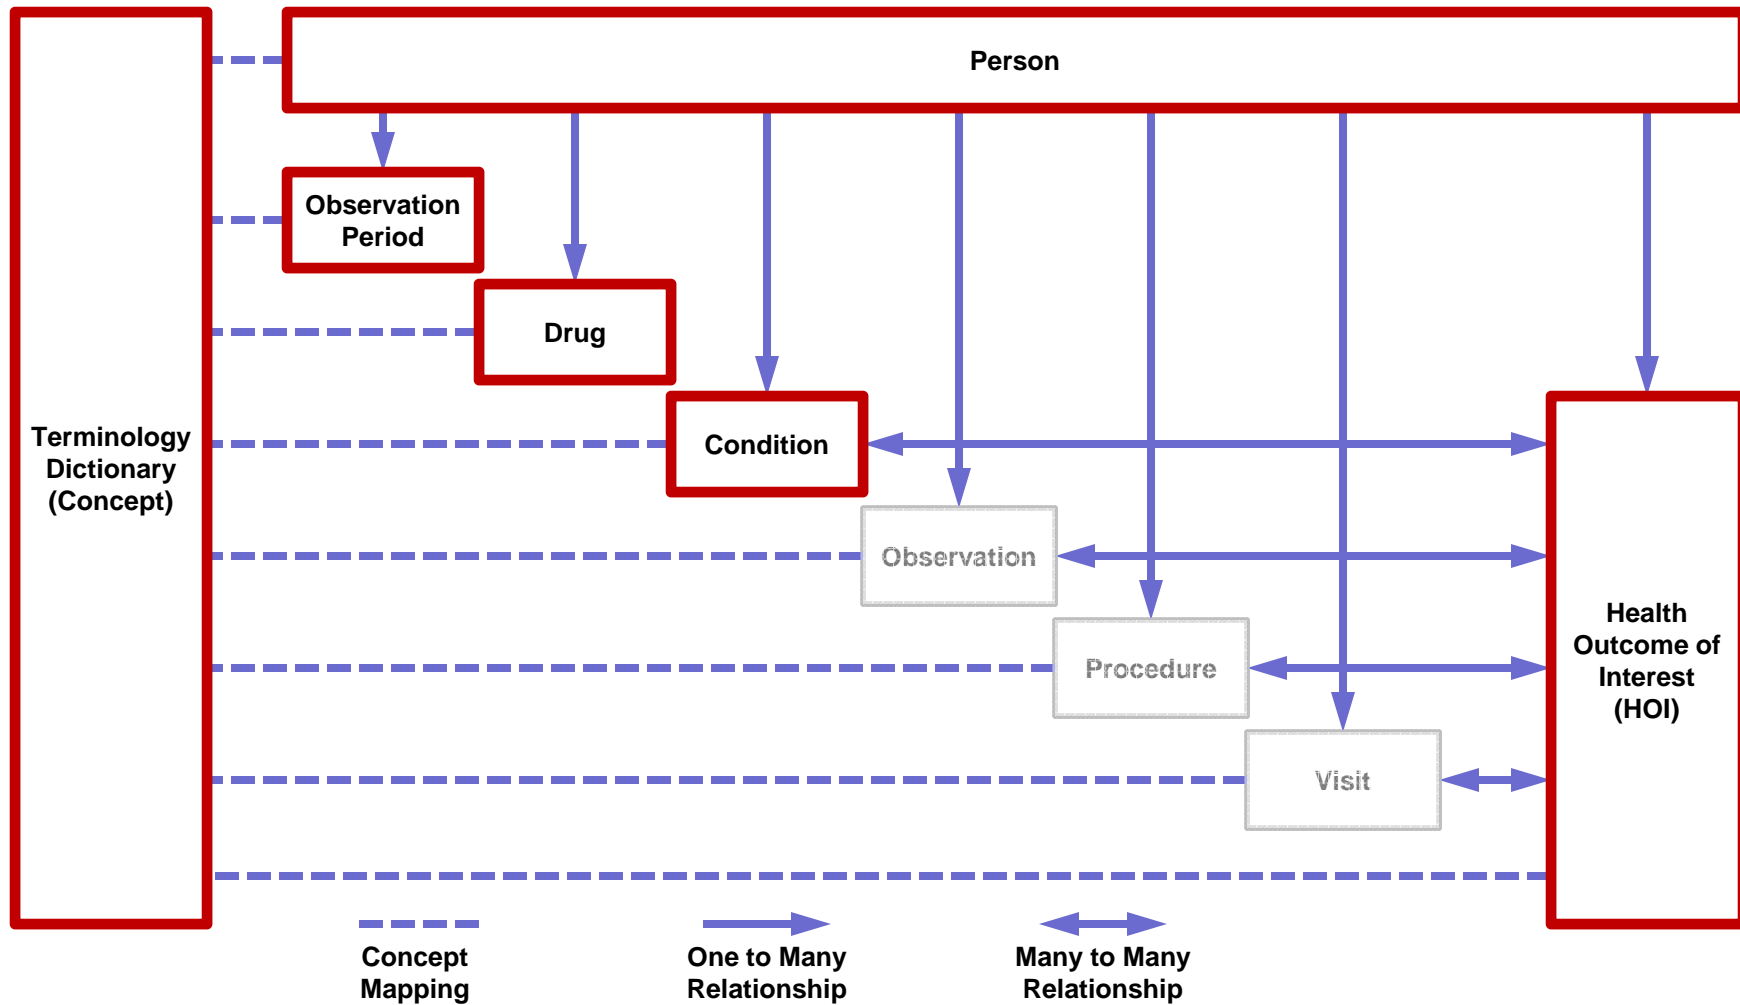 Person
Observation
Period
Drug
Condition
Terminology
Dictionary
(Concept)
Observation
Procedure
Visit
Health
Outcome of
Interest
(HOI)
Concept
Mapping
One to Many
Relationship
Many to Many
Relationship